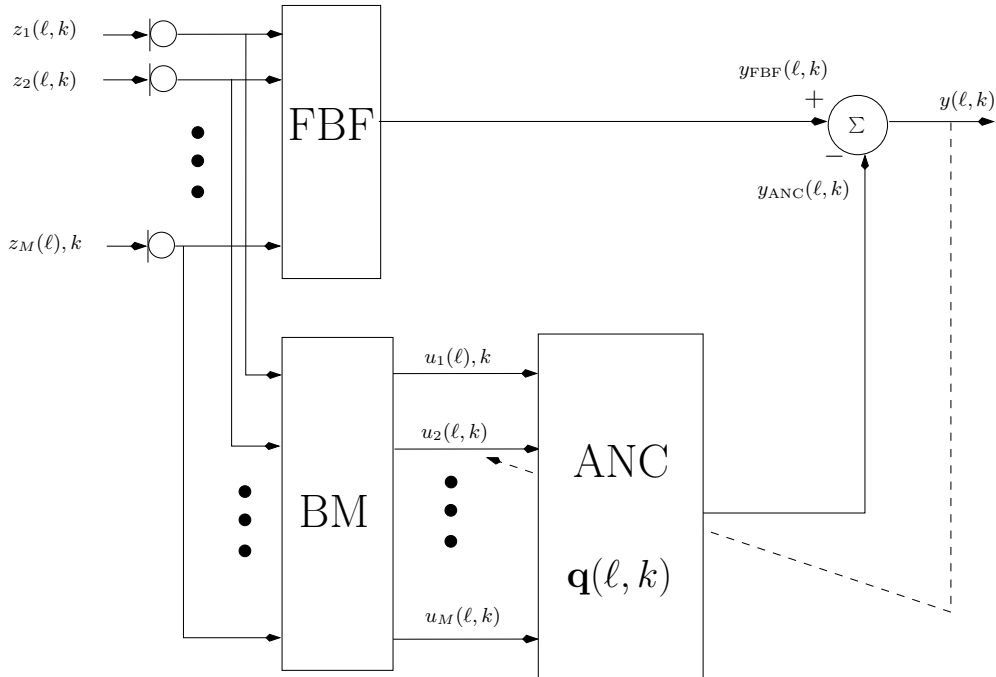 z₁(ℓ, k)
z₂(ℓ, k)
z_M(ℓ), k
FBF
y_FBF(ℓ, k)
+
Σ
−
y(ℓ, k)
y_ANC(ℓ, k)
BM
u₁(ℓ), k
u₂(ℓ, k)
u_M(ℓ, k)
ANC
q(ℓ, k)